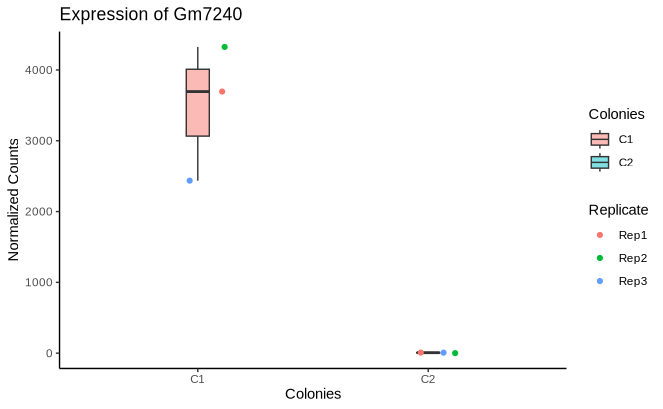 Expression of Gm7240
Normalized Counts
4000
3000
2000
1000
0
C1
C2
Colonies
Colonies
C1
C2
Replicate
Rep1
Rep2
Rep3